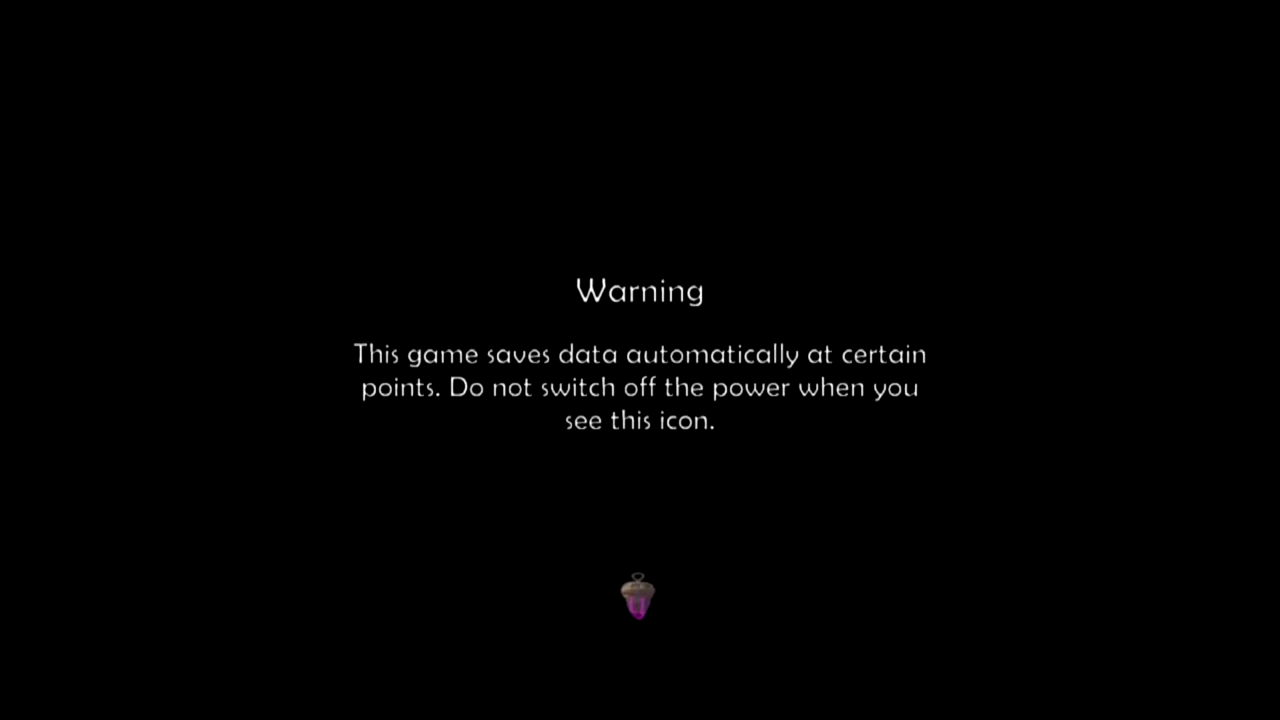 Warning
This game saves data automatically at certain
points. Do not switch off the power when you
see this icon.